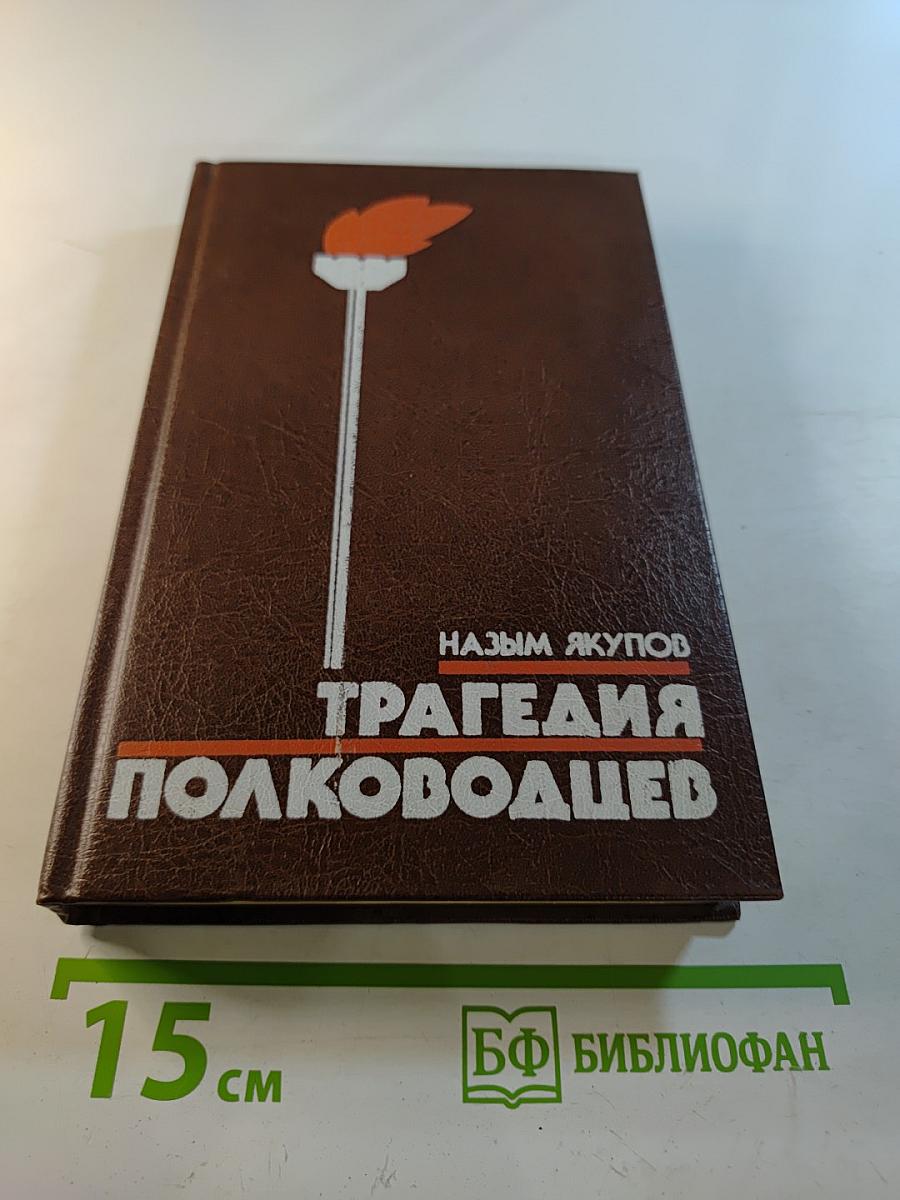 НАЗЫМ ЯКУПОВ
ТРАГЕДИЯ
ПОЛКОВОДЦЕВ
15 см
БФ БИБЛИОФАН